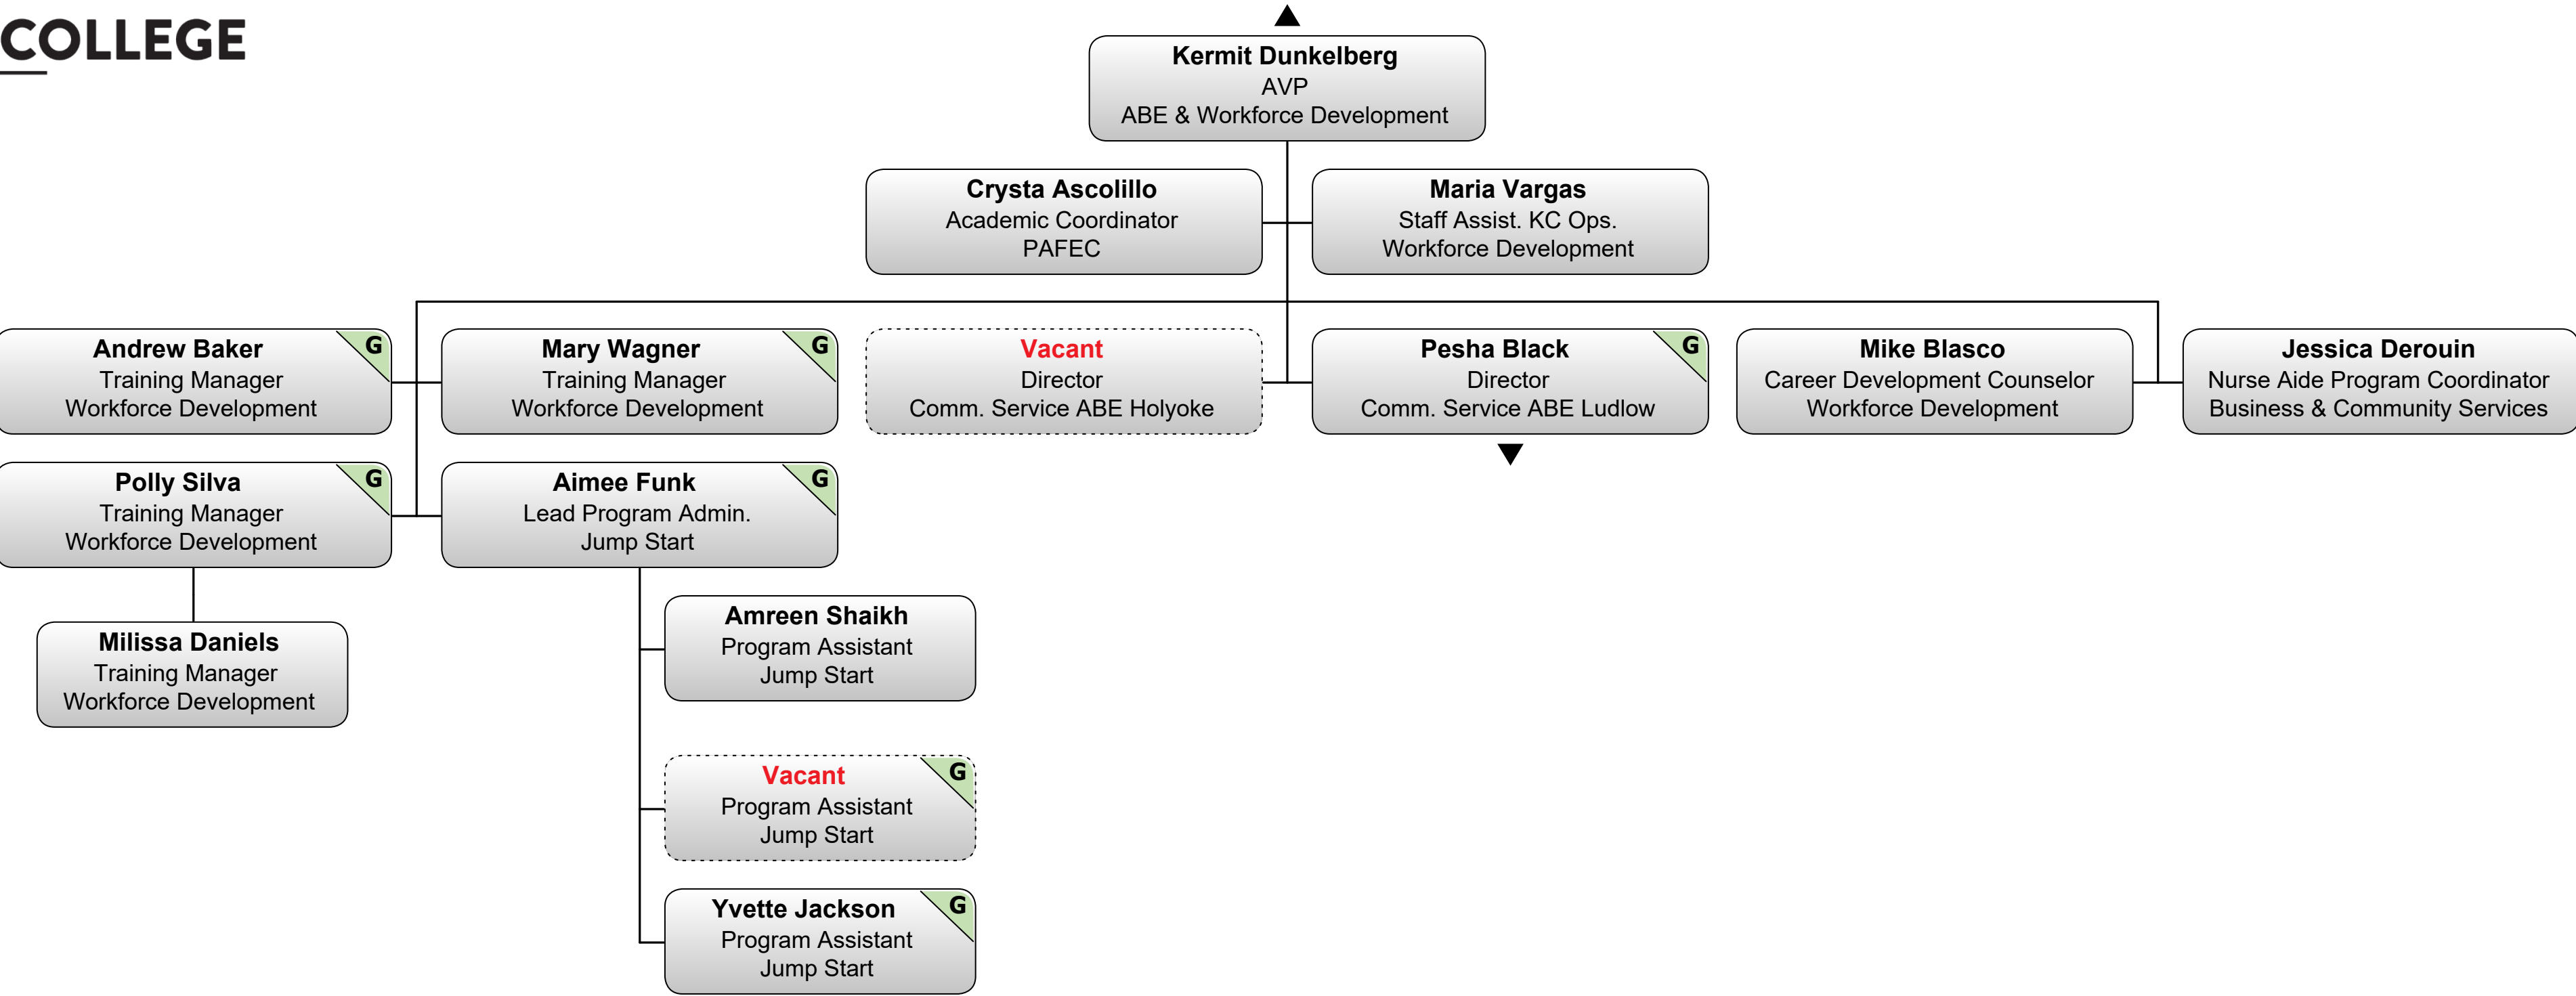 COLLEGE
Kermit Dunkelberg
AVP
ABE & Workforce Development
Crysta Ascolillo
Academic Coordinator
PAFEC
Maria Vargas
Staff Assist. KC Ops.
Workforce Development
Andrew Baker
G
Training Manager
Workforce Development
Mary Wagner
G
Training Manager
Workforce Development
Vacant
Director
Comm. Service ABE Holyoke
Pesha Black
G
Director
Comm. Service ABE Ludlow
Mike Blasco
Career Development Counselor
Workforce Development
Jessica Derouin
Nurse Aide Program Coordinator
Business & Community Services
Polly Silva
G
Training Manager
Workforce Development
Aimee Funk
G
Lead Program Admin.
Jump Start
Milissa Daniels
Training Manager
Workforce Development
Amreen Shaikh
Program Assistant
Jump Start
Vacant
G
Program Assistant
Jump Start
Yvette Jackson
G
Program Assistant
Jump Start